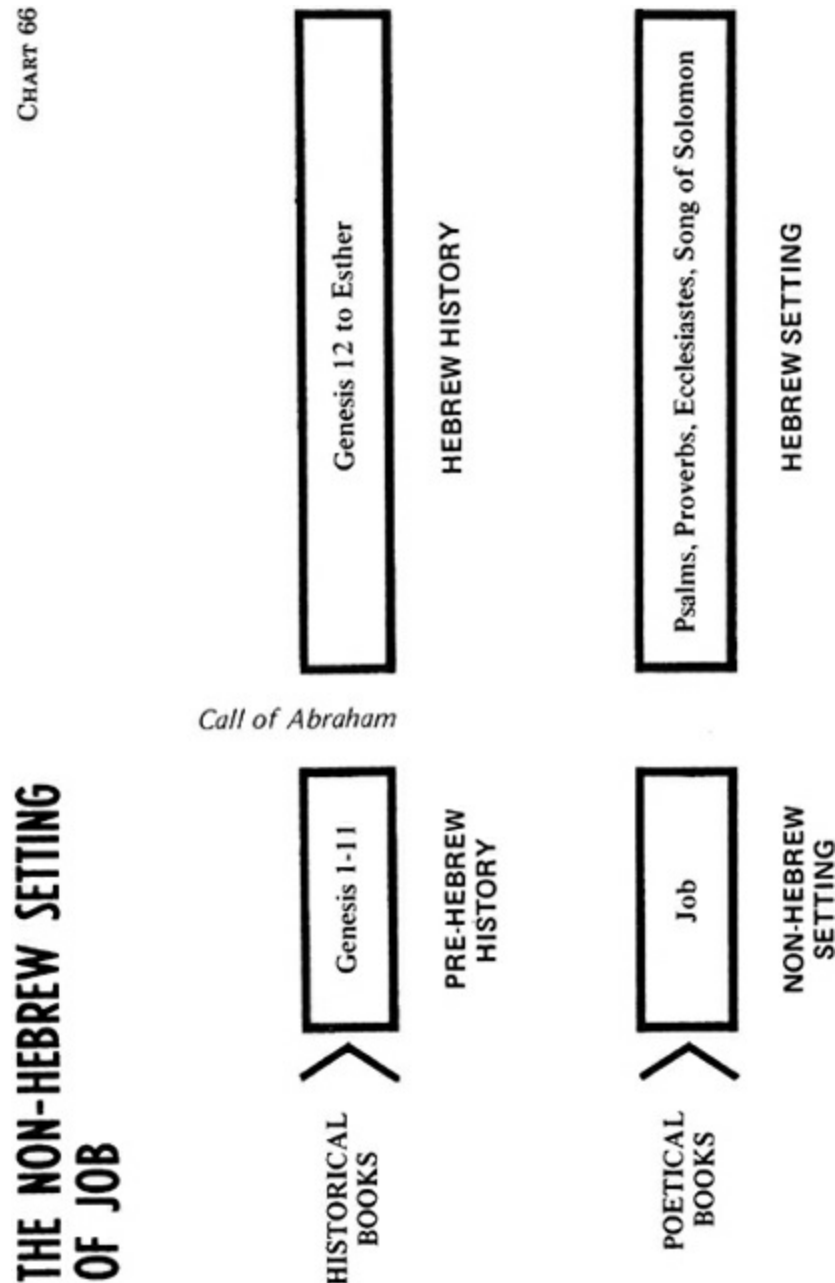 CHART 66
THE NON-HEBREW SETTING
OF JOB
Call of Abraham
HISTORICAL
BOOKS
Genesis 1-11
Genesis 12 to Esther
PRE-HEBREW
HISTORY
HEBREW HISTORY
POETICAL
BOOKS
Job
Psalms, Proverbs, Ecclesiastes, Song of Solomon
NON-HEBREW
SETTING
HEBREW SETTING